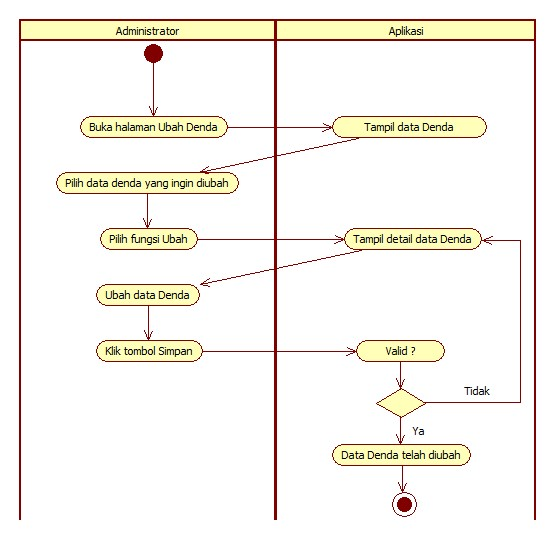 Administrator
Aplikasi
Buka halaman Ubah Denda
Tampil data Denda
Pilih data denda yang ingin diubah
Pilih fungsi Ubah
Tampil detail data Denda
Ubah data Denda
Klik tombol Simpan
Valid ?
Tidak
Ya
Data Denda telah diubah